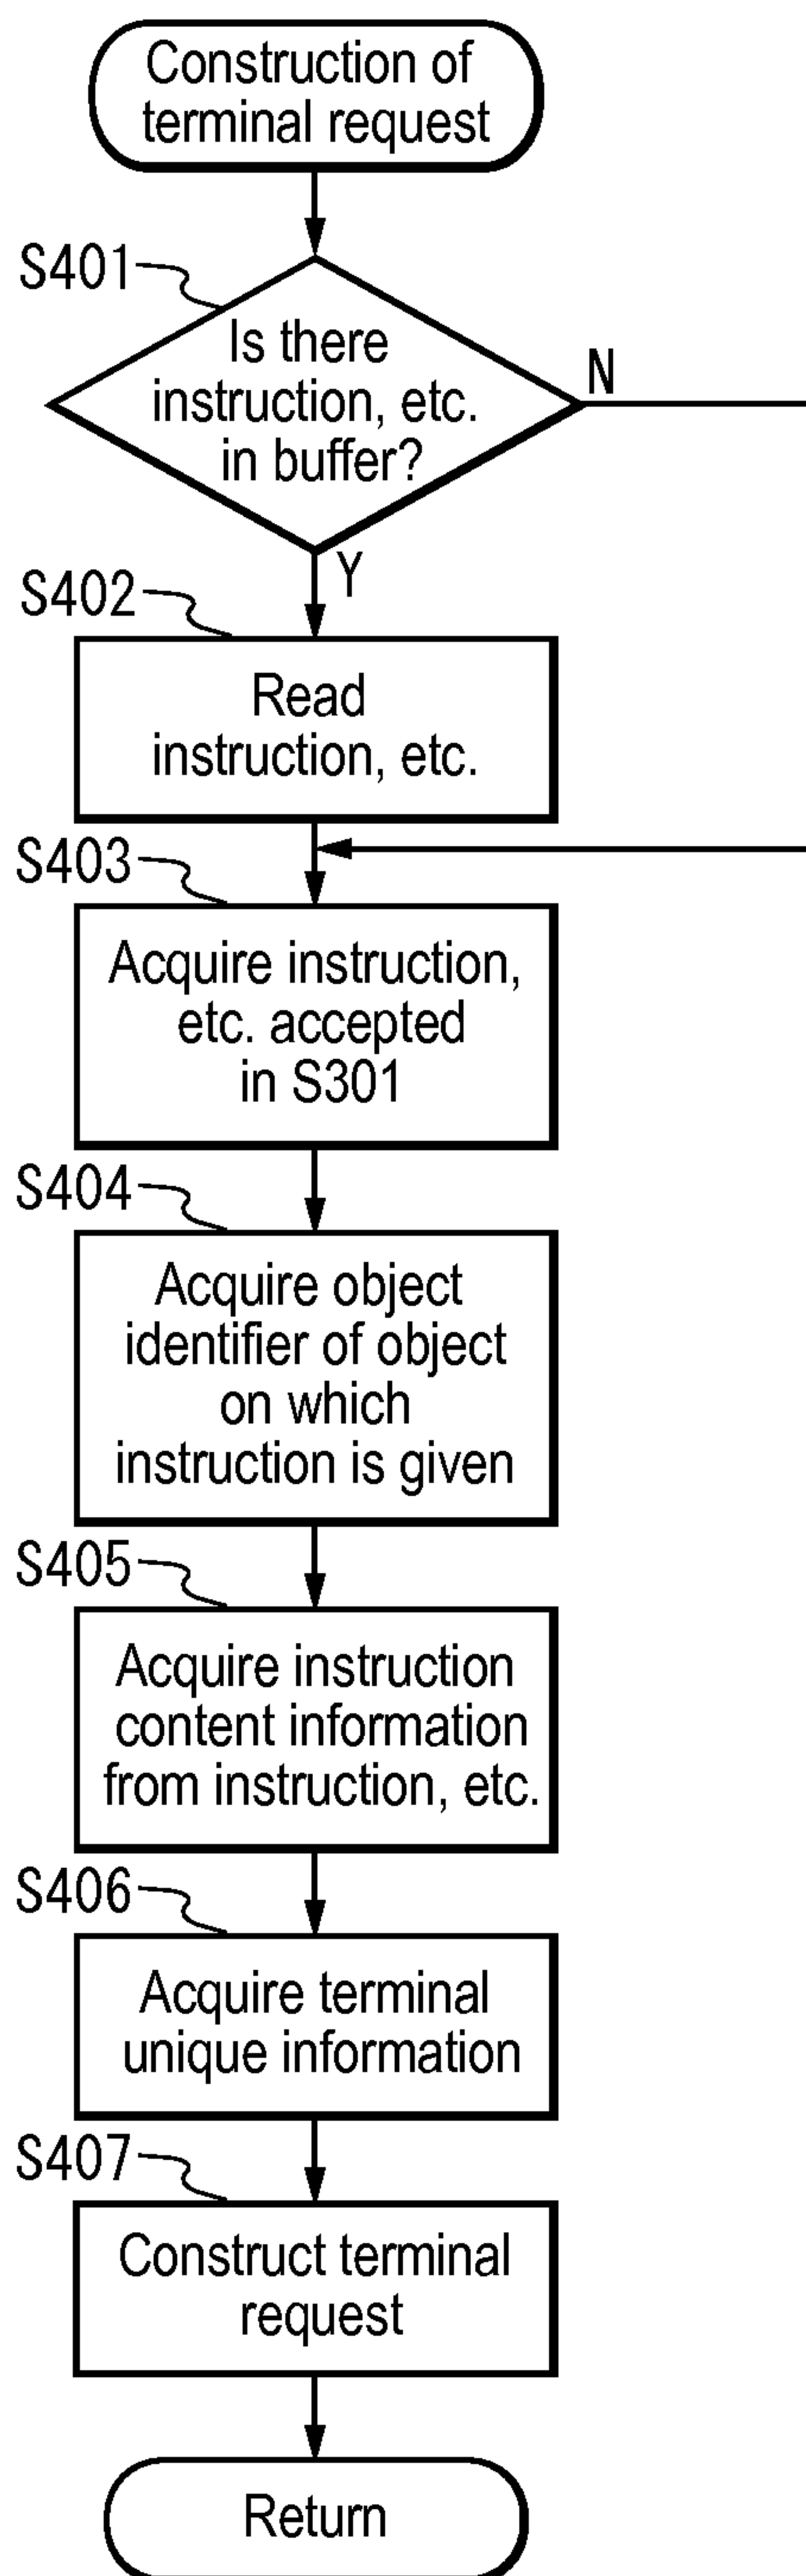 Construction of
terminal request
S401
Is there
instruction, etc.
in buffer?
N
Y
S402
Read
instruction, etc.
S403
Acquire instruction,
etc. accepted
in S301
S404
Acquire object
identifier of object
on which
instruction is given
S405
Acquire instruction
content information
from instruction, etc.
S406
Acquire terminal
unique information
S407
Construct terminal
request
Return